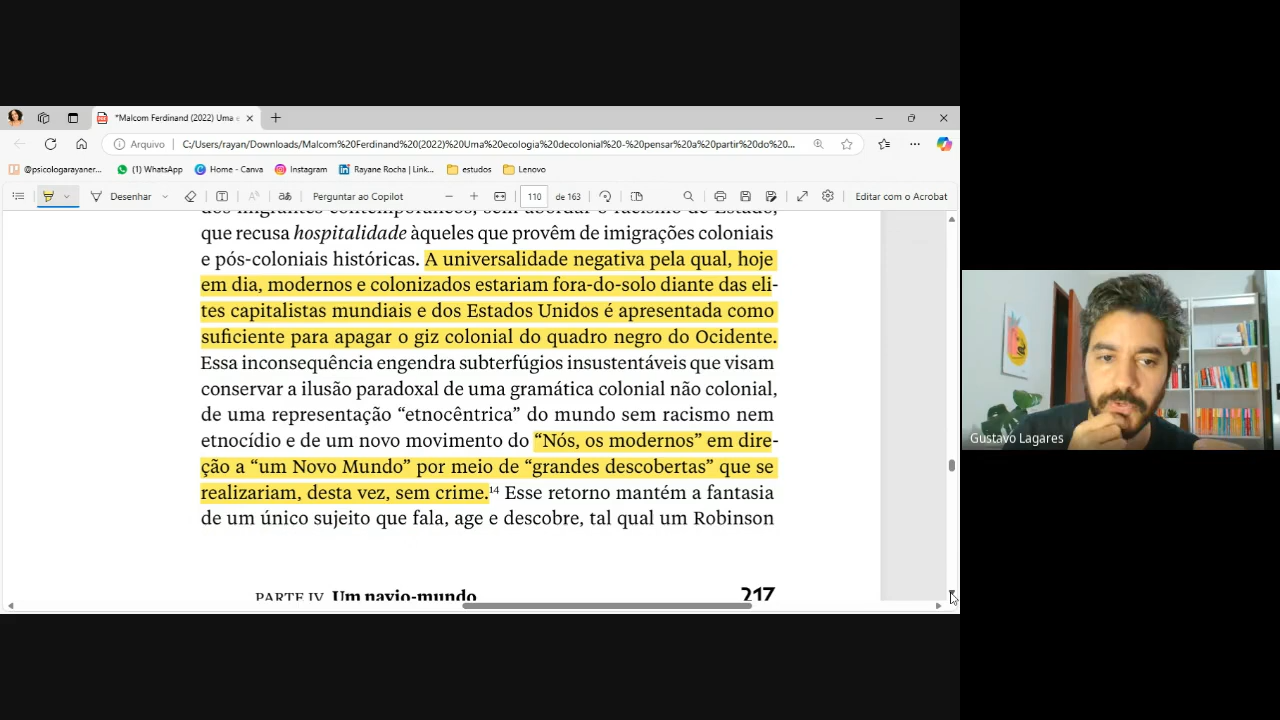 *Malcom Ferdinand (2022) Uma e
Arquivo C:/Users/rayan/Downloads/Malcom%20Ferdinand%20(2022)%20Uma%20ecologia%20decolonial%20-%20pensar%20a%20partir%20do%20...
@psicologarayaner... (1) WhatsApp Home - Canva Instagram Rayane Rocha | Link... estudos Lenovo
Desenhar Perguntar ao Copilot 110 de 163 Editar com o Acrobat
dos imigrantes contemporâneos, sem abordar o racismo de Estado,
que recusa hospitalidade àqueles que provêm de imigrações coloniais
e pós-coloniais históricas. A universalidade negativa pela qual, hoje
em dia, modernos e colonizados estariam fora-do-solo diante das eli-
tes capitalistas mundiais e dos Estados Unidos é apresentada como
suficiente para apagar o giz colonial do quadro negro do Ocidente.
Essa inconsequência engendra subterfúgios insustentáveis que visam
conservar a ilusão paradoxal de uma gramática colonial não colonial,
de uma representação “etnocêntrica” do mundo sem racismo nem
etnocídio e de um novo movimento do “Nós, os modernos” em dire-
ção a “um Novo Mundo” por meio de “grandes descobertas” que se
realizariam, desta vez, sem crime.14 Esse retorno mantém a fantasia
de um único sujeito que fala, age e descobre, tal qual um Robinson
PARTE IV Um navio-mundo 217
Gustavo Lagares